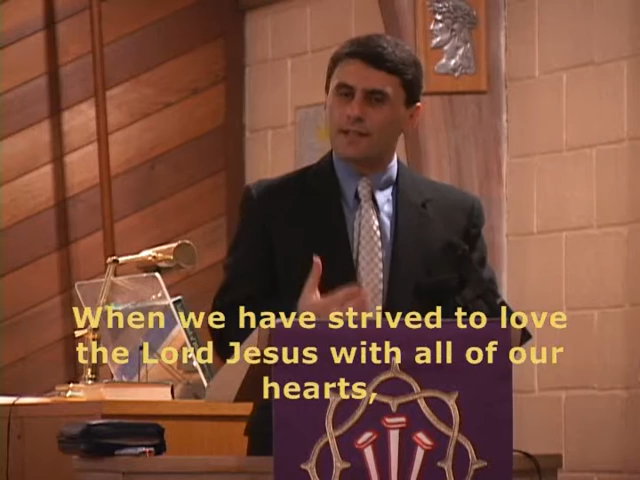 When we have strived to love
the Lord Jesus with all of our
hearts,